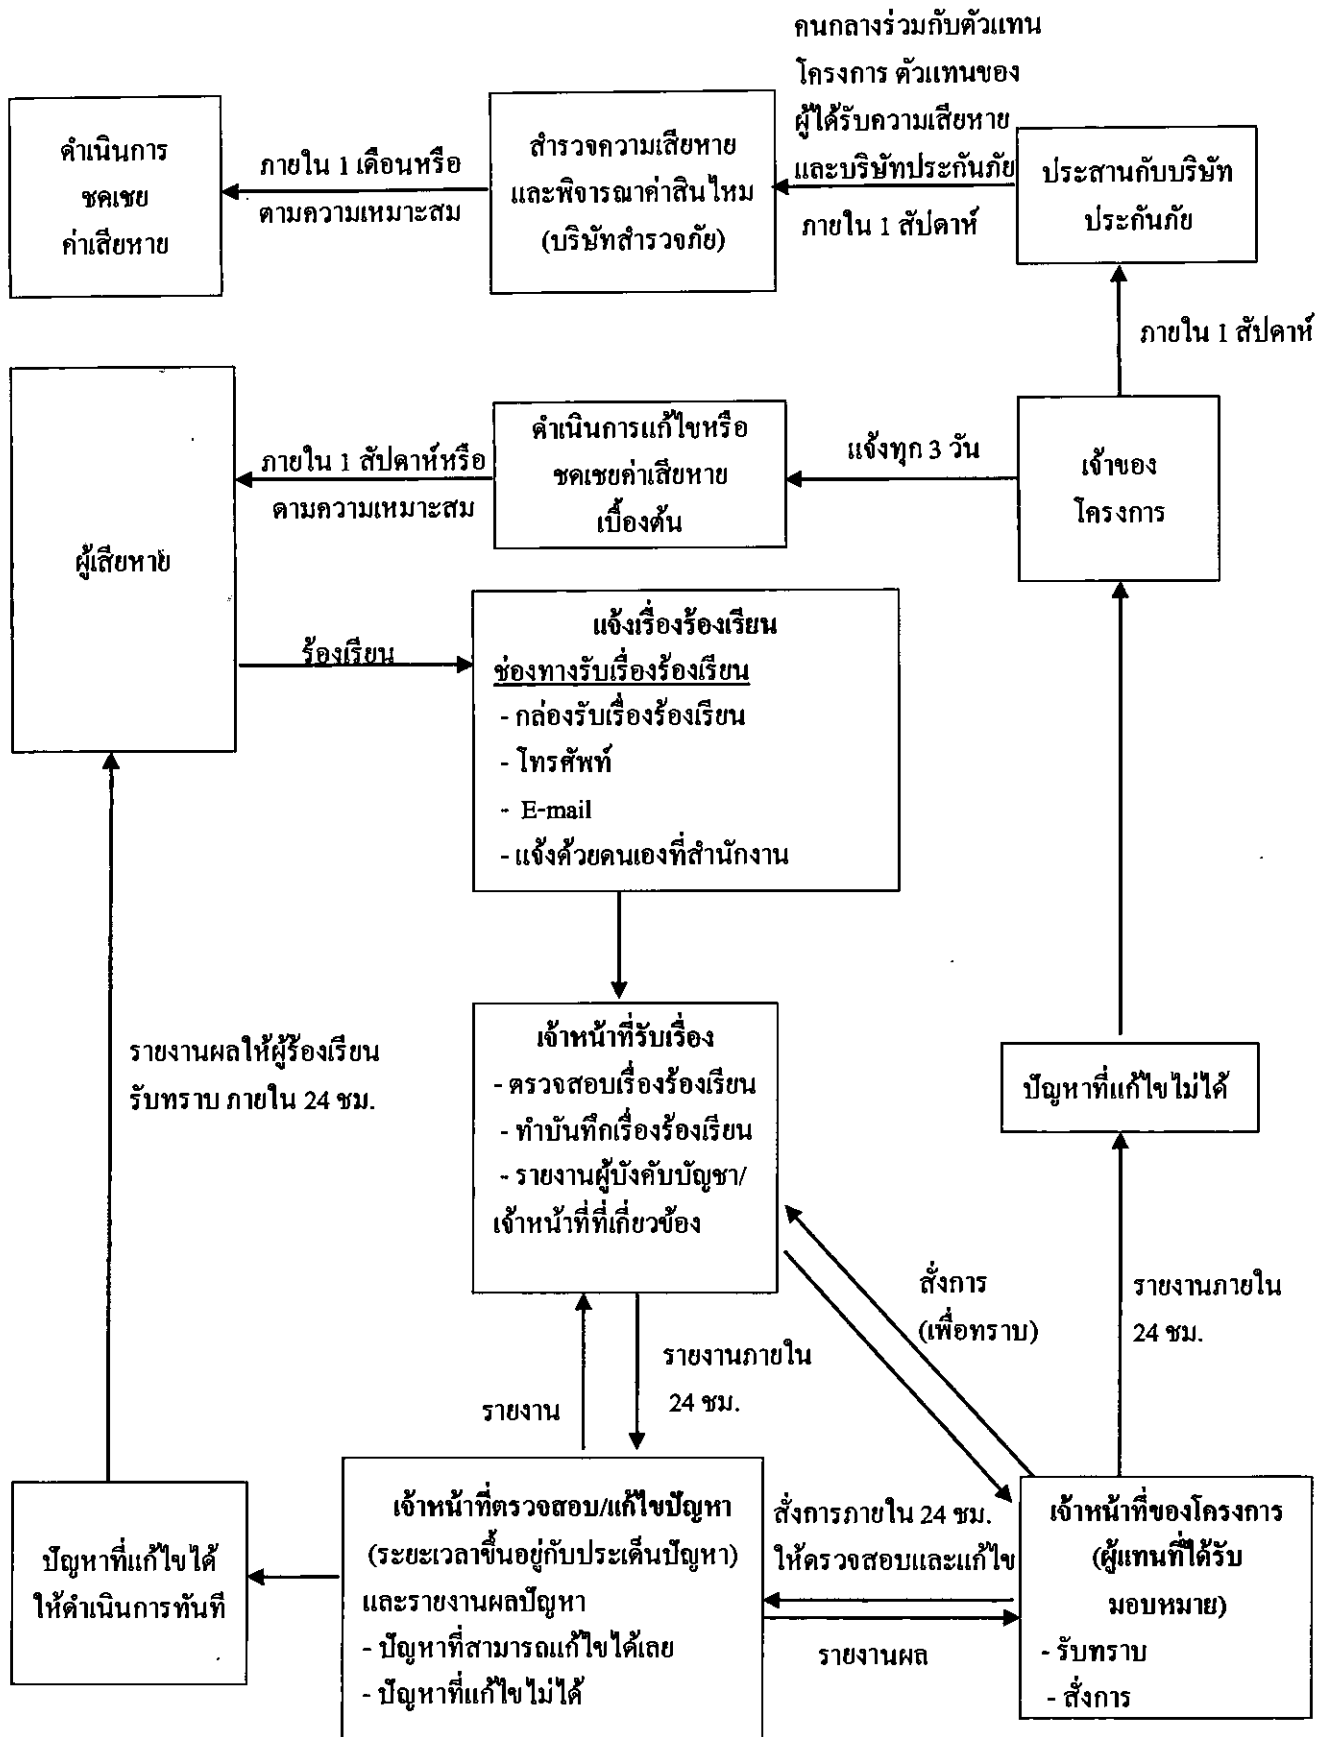 คนกลางร่วมกับตัวแทน
โครงการ ตัวแทนของ
ผู้ได้รับความเสียหาย
และบริษัทประกันภัย
ภายใน 1 สัปดาห์
ดำเนินการ
ชดเชย
ค่าเสียหาย
ภายใน 1 เดือนหรือ
ตามความเหมาะสม
สำรวจความเสียหาย
และพิจารณาค่าสินไหม
(บริษัทสำรวจภัย)
ประสานกับบริษัท
ประกันภัย
ภายใน 1 สัปดาห์
ผู้เสียหาย
ภายใน 1 สัปดาห์หรือ
ตามความเหมาะสม
ดำเนินการแก้ไขหรือ
ชดเชยค่าเสียหาย
เบื้องต้น
แจ้งทุก 3 วัน
เจ้าของ
โครงการ
ร้องเรียน
แจ้งเรื่องร้องเรียน
ช่องทางรับเรื่องร้องเรียน
- กล่องรับเรื่องร้องเรียน
- โทรศัพท์
- E-mail
- แจ้งด้วยตนเองที่สำนักงาน
รายงานผลให้ผู้ร้องเรียน
รับทราบ ภายใน 24 ชม.
เจ้าหน้าที่รับเรื่อง
- ตรวจสอบเรื่องร้องเรียน
- ทำบันทึกเรื่องร้องเรียน
- รายงานผู้บังคับบัญชา/
เจ้าหน้าที่ที่เกี่ยวข้อง
ปัญหาที่แก้ไขไม่ได้
สั่งการ
(เพื่อทราบ)
รายงานภายใน
24 ชม.
รายงาน
รายงานภายใน
24 ชม.
ปัญหาที่แก้ไขได้
ให้ดำเนินการทันที
เจ้าหน้าที่ตรวจสอบ/แก้ไขปัญหา
(ระยะเวลาขึ้นอยู่กับประเด็นปัญหา)
และรายงานผลปัญหา
- ปัญหาที่สามารถแก้ไขได้เลย
- ปัญหาที่แก้ไขไม่ได้
สั่งการภายใน 24 ชม.
ให้ตรวจสอบและแก้ไข
รายงานผล
เจ้าหน้าที่ของโครงการ
(ผู้แทนที่ได้รับ
มอบหมาย)
- รับทราบ
- สั่งการ